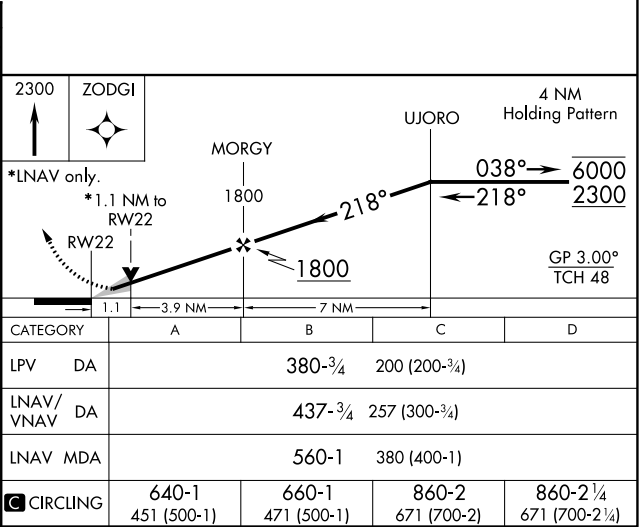 2300 ZODGI
4 NM
Holding Pattern
UJORO
MORGY
*LNAV only.
*1.1 NM to
RW22
RW22
1800
218°
038°
218°
6000
2300
1800
GP 3.00°
TCH 48
1.1 3.9 NM 7 NM
CATEGORY A B C D
LPV DA 380-¾ 200 (200-¾)
LNAV/
VNAV DA 437-¾ 257 (300-¾)
LNAV MDA 560-1 380 (400-1)
C CIRCLING 640-1 660-1 860-2 860-2¼
451 (500-1) 471 (500-1) 671 (700-2) 671 (700-2¼)